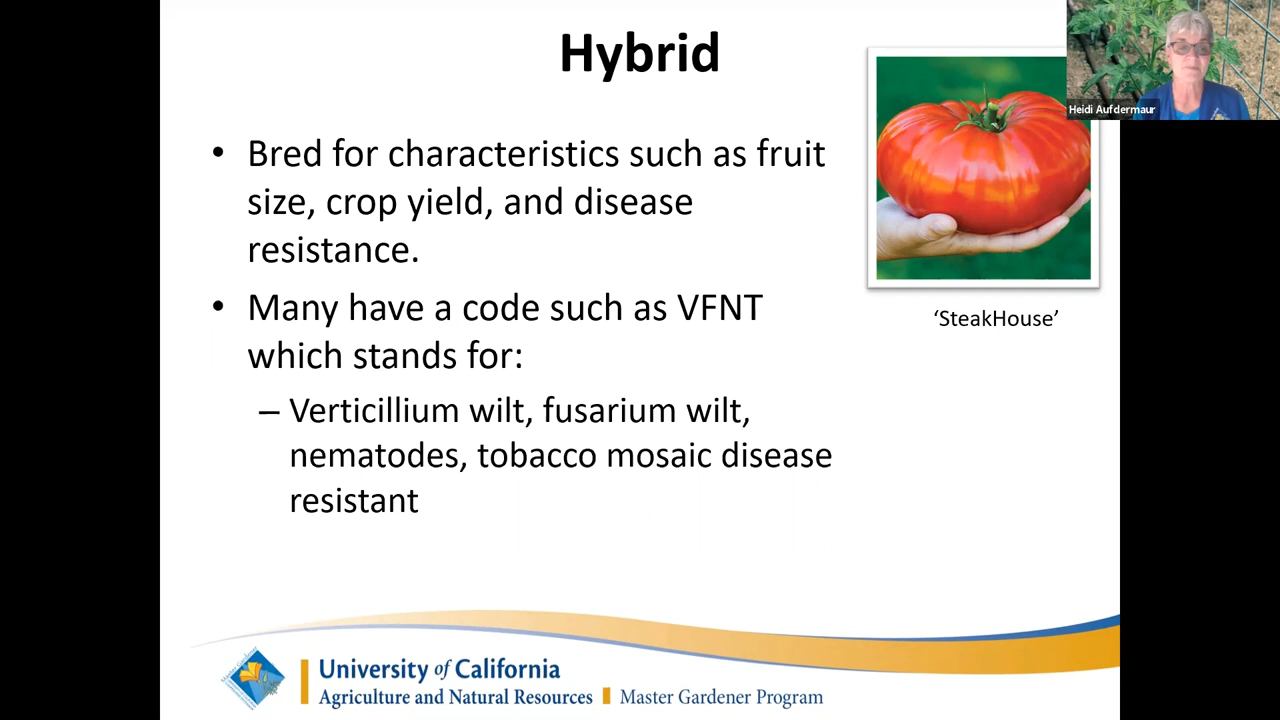 Hybrid
Heidi Aufdermaur
• Bred for characteristics such as fruit
size, crop yield, and disease
resistance.
• Many have a code such as VFNT
which stands for:
– Verticillium wilt, fusarium wilt,
nematodes, tobacco mosaic disease
resistant
‘SteakHouse’
University of California
Agriculture and Natural Resources Master Gardener Program